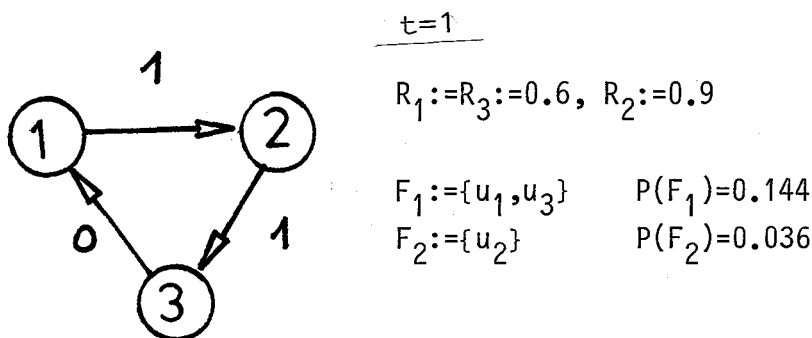 t=1
1
R₁:=R₃:=0.6, R₂:=0.9
1
2
F₁:={u₁,u₃} P(F₁)=0.144
0
1
F₂:={u₂} P(F₂)=0.036
3